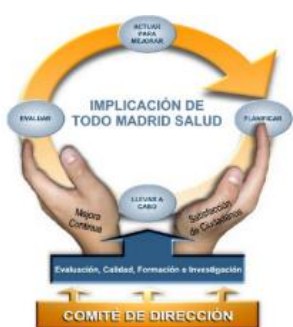 ACTUAR
PARA
MEJORAR
IMPLICACIÓN DE
TODO MADRID SALUD
EVALUAR
PLANIFICAR
LLEVAR A
CABO
Mejora
Continua
Satisfacción
de Ciudadanos
Evaluación, Calidad, Formación e Investigación
COMITÉ DE DIRECCIÓN